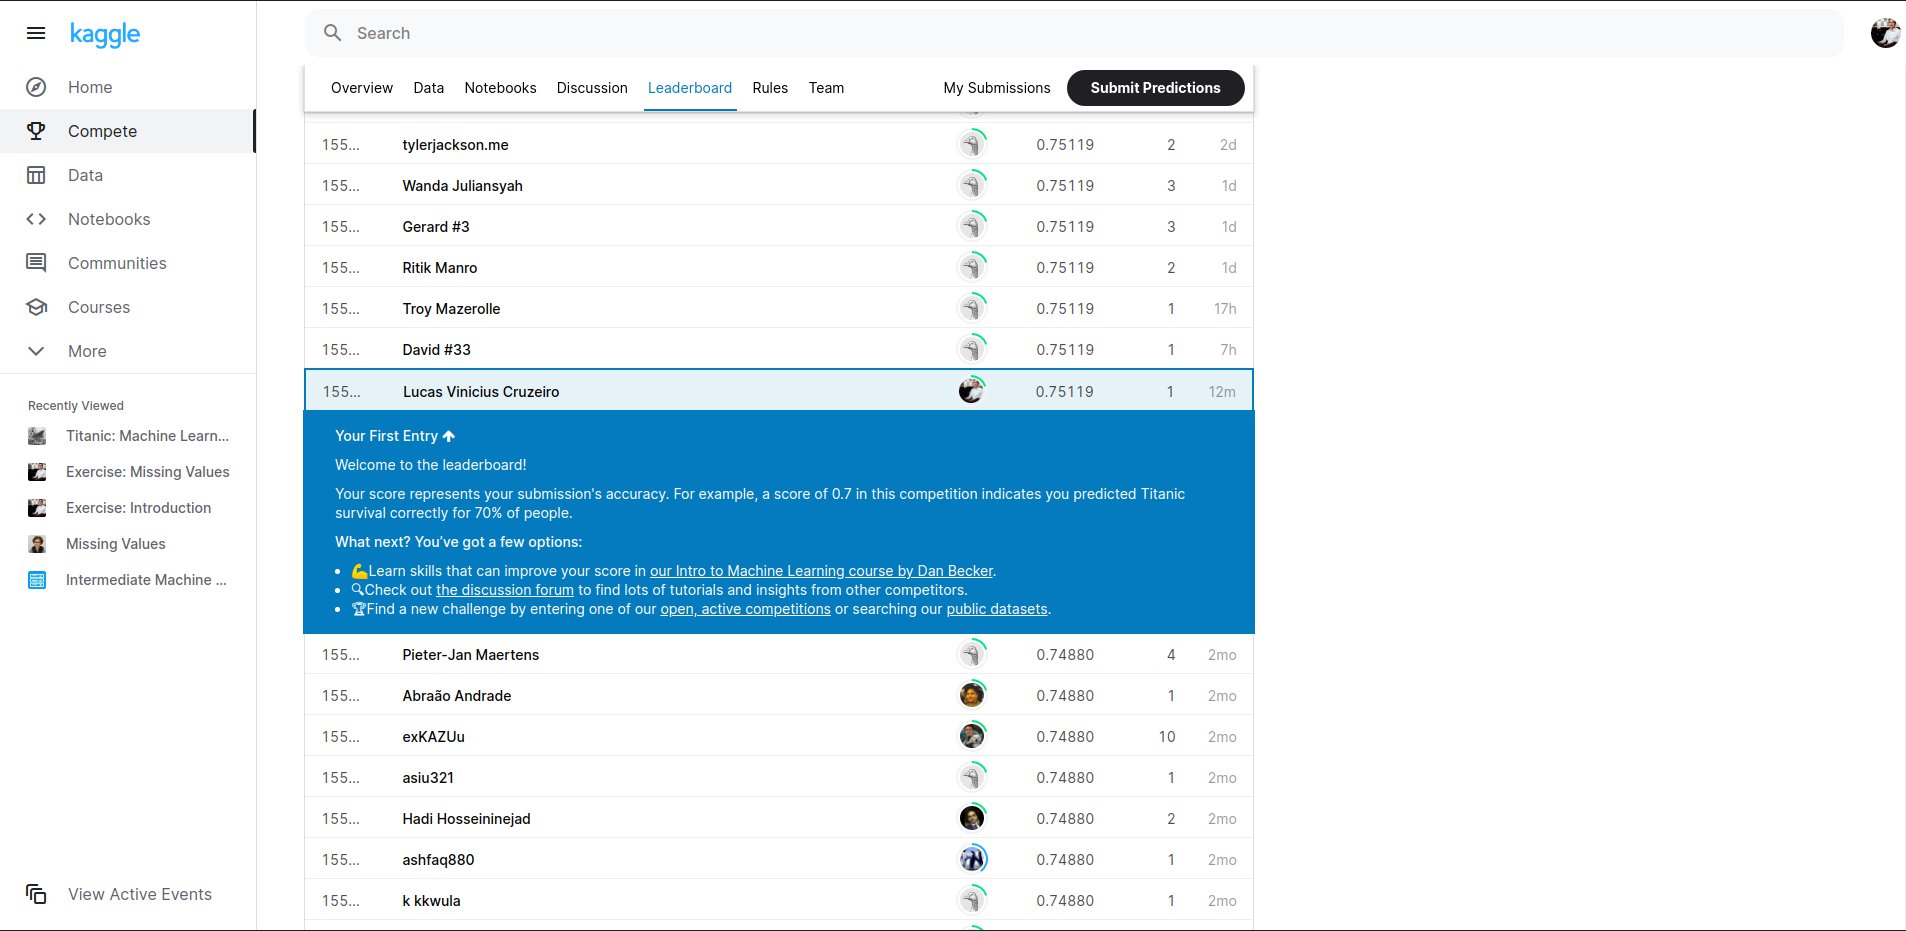 kaggle
Search
Home
Compete
Data
Notebooks
Communities
Courses
More
Recently Viewed
Titanic: Machine Learn...
Exercise: Missing Values
Exercise: Introduction
Missing Values
Intermediate Machine ...
View Active Events
Overview Data Notebooks Discussion Leaderboard Rules Team My Submissions Submit Predictions
155... tylerjackson.me 0.75119 2 2d
155... Wanda Juliansyah 0.75119 3 1d
155... Gerard #3 0.75119 3 1d
155... Ritik Manro 0.75119 2 1d
155... Troy Mazerolle 0.75119 1 17h
155... David #33 0.75119 1 7h
155... Lucas Vinicius Cruzeiro 0.75119 1 12m
Your First Entry ↑
Welcome to the leaderboard!
Your score represents your submission's accuracy. For example, a score of 0.7 in this competition indicates you predicted Titanic
survival correctly for 70% of people.
What next? You've got a few options:
• 💪Learn skills that can improve your score in our Intro to Machine Learning course by Dan Becker.
• 🔍Check out the discussion forum to find lots of tutorials and insights from other competitors.
• 🏆Find a new challenge by entering one of our open, active competitions or searching our public datasets.
155... Pieter-Jan Maertens 0.74880 4 2mo
155... Abraão Andrade 0.74880 1 2mo
155... exKAZUu 0.74880 10 2mo
155... asiu321 0.74880 1 2mo
155... Hadi Hosseininejad 0.74880 2 2mo
155... ashfaq880 0.74880 1 2mo
155... k kkwula 0.74880 1 2mo